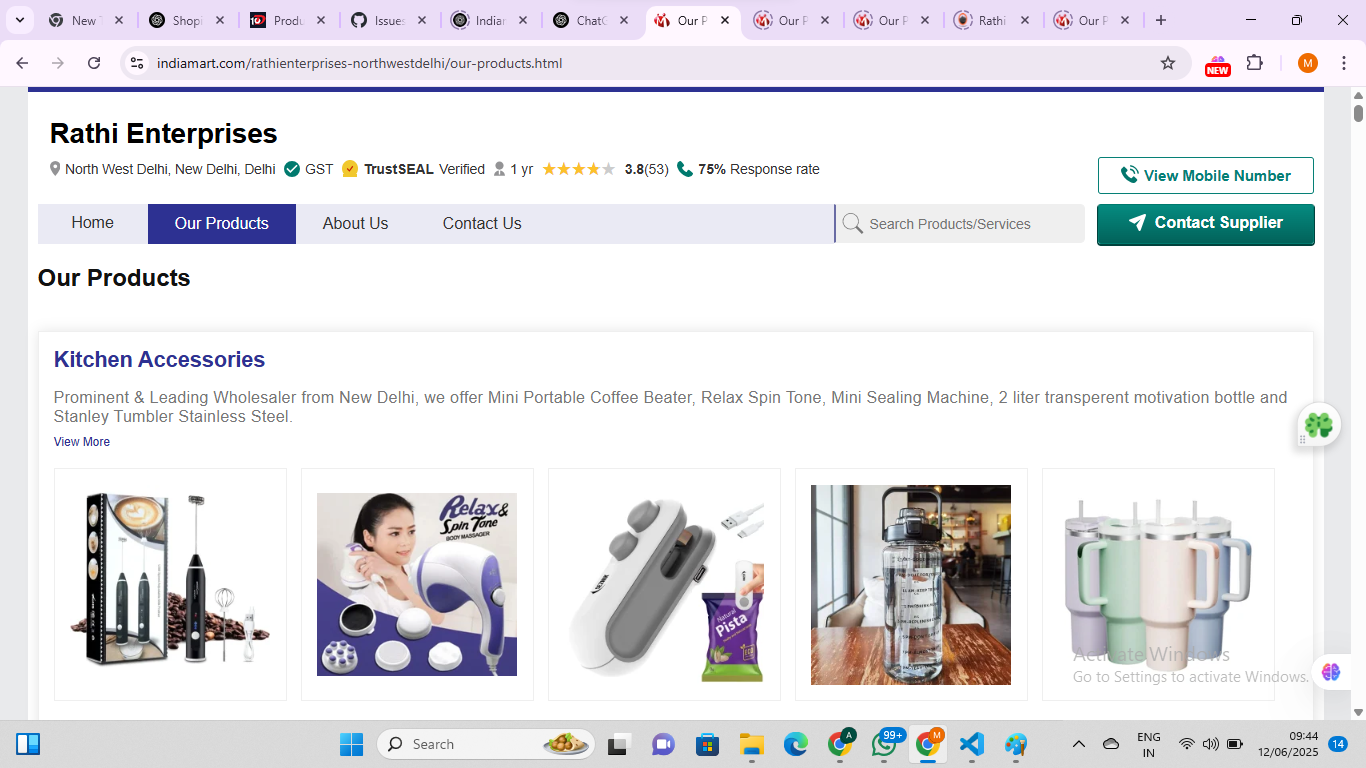 New
Shopi
Produ
Issues
Indiar
ChatG
Our P
Our P
Our P
Rathi
Our P
indiamart.com/rathienterprises-northwestdelhi/our-products.html
NEW
M
Rathi Enterprises
North West Delhi, New Delhi, Delhi GST TrustSEAL Verified 1 yr 3.8(53) 75% Response rate
View Mobile Number
Home Our Products About Us Contact Us Search Products/Services
Contact Supplier
Our Products
Kitchen Accessories
Prominent & Leading Wholesaler from New Delhi, we offer Mini Portable Coffee Beater, Relax Spin Tone, Mini Sealing Machine, 2 liter transperent motivation bottle and
Stanley Tumbler Stainless Steel.
View More
Relax&
Spin Tone
BODY MASSAGER
Natural
Pista
Activate Windows
Go to Settings to activate Windows.
Search
A
99+
M
ENG
IN
09:44
12/06/2025
14